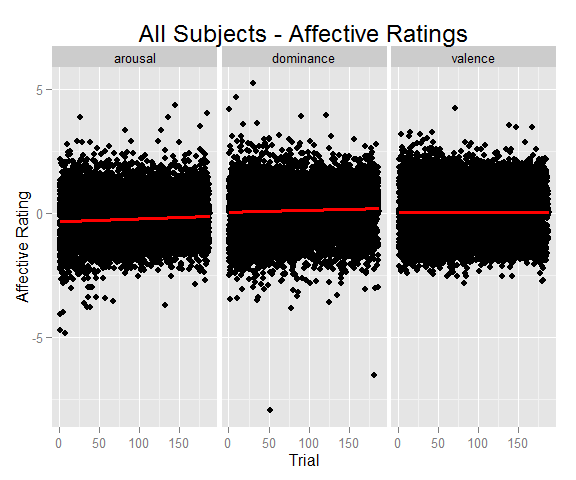 All Subjects - Affective Ratings
arousal dominance valence
Affective Rating
5
0
-5
0 50 100 150 0 50 100 150 0 50 100 150
Trial